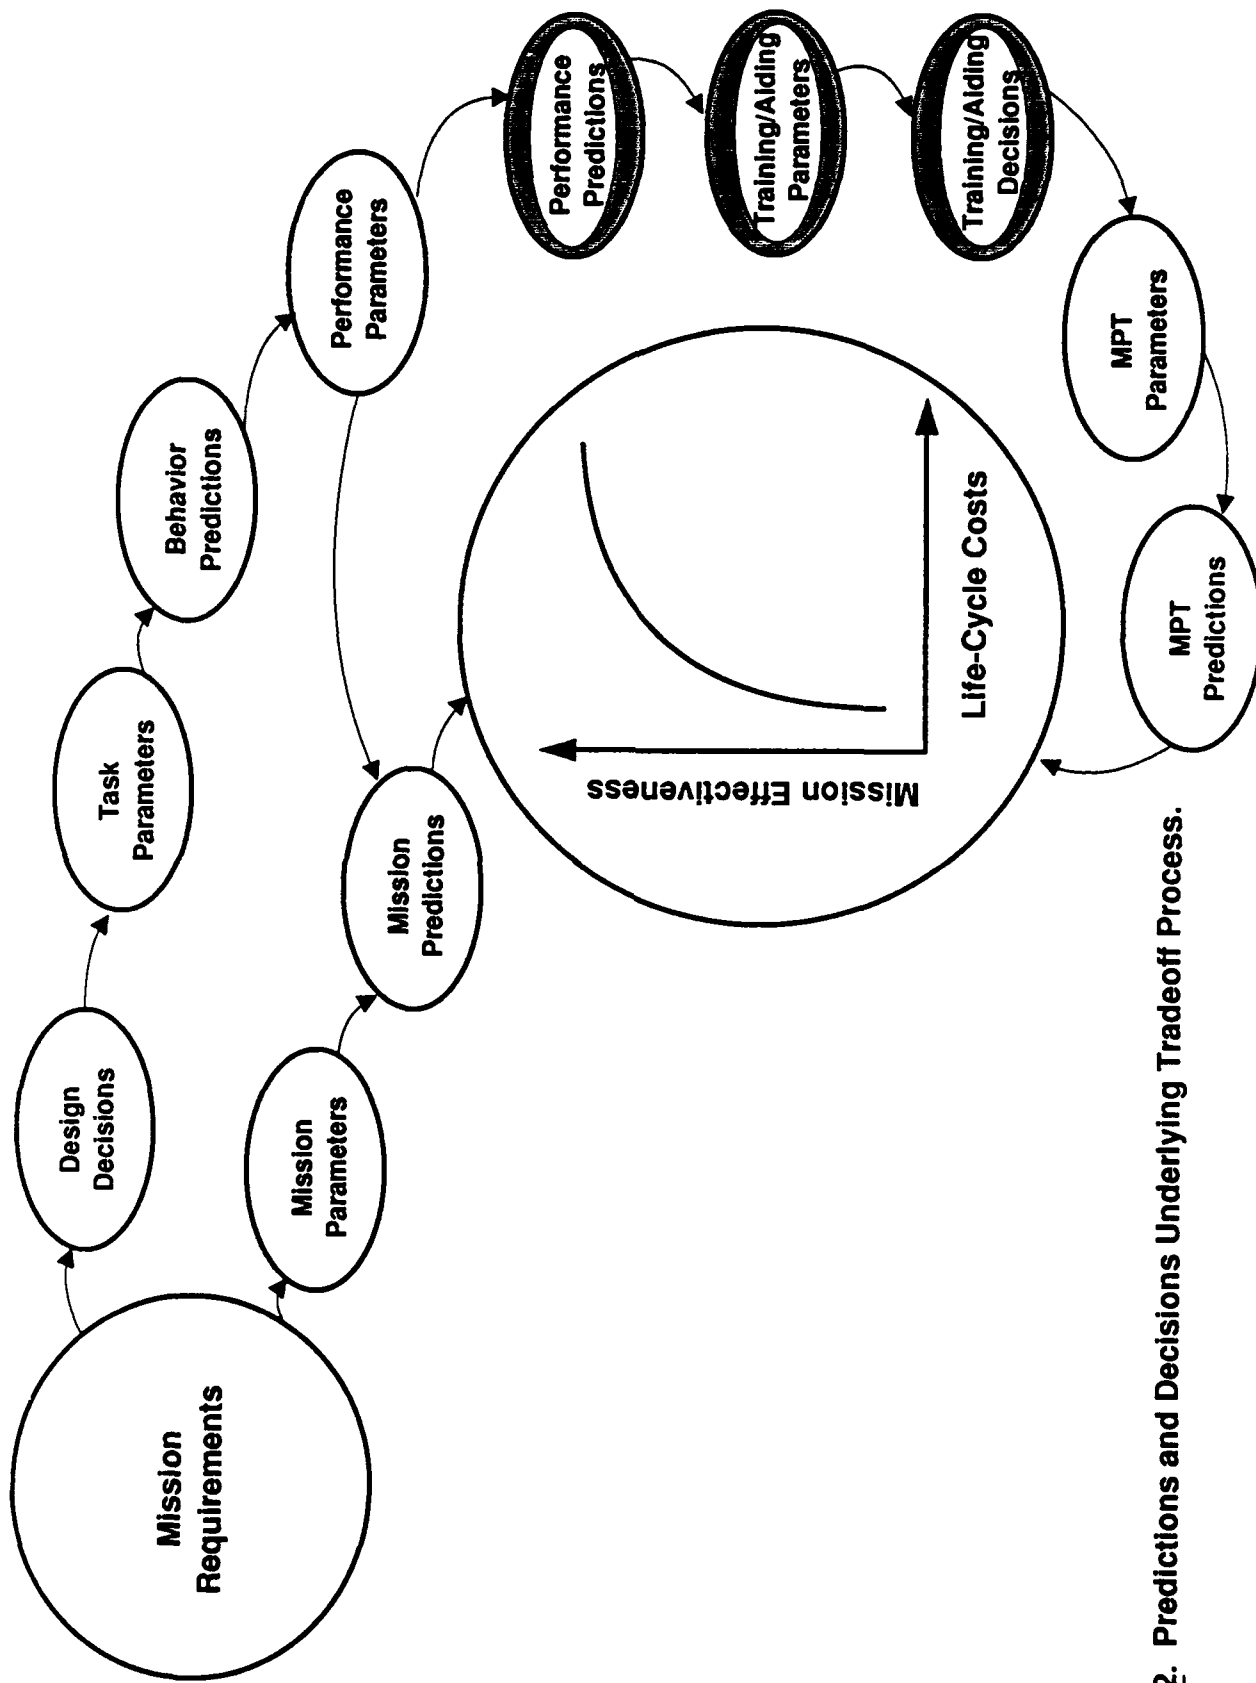 Mission
Requirements
Design
Decisions
Task
Parameters
Behavior
Predictions
Performance
Parameters
Mission
Parameters
Mission
Predictions
Performance
Predictions
Training/Aiding
Parameters
Training/Aiding
Decisions
MPT
Parameters
MPT
Predictions
Mission Effectiveness
Life-Cycle Costs
2. Predictions and Decisions Underlying Tradeoff Process.